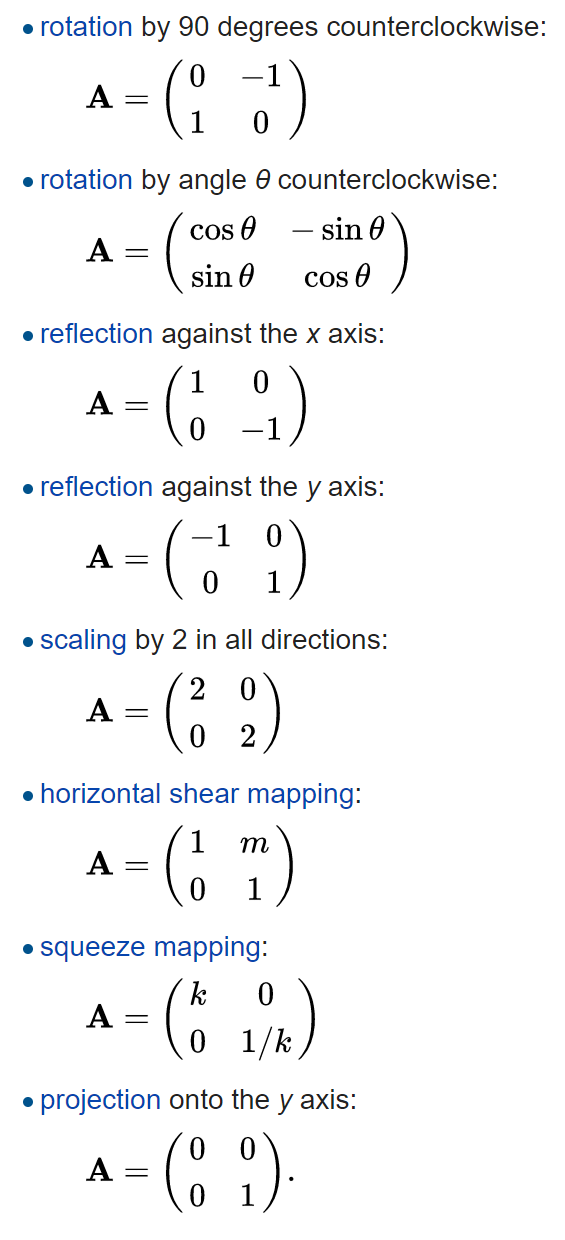 • rotation by 90 degrees counterclockwise:
A = ( 0 −1
1 0 )
• rotation by angle θ counterclockwise:
A = ( cos θ − sin θ
sin θ cos θ )
• reflection against the x axis:
A = ( 1 0
0 −1 )
• reflection against the y axis:
A = ( −1 0
0 1 )
• scaling by 2 in all directions:
A = ( 2 0
0 2 )
• horizontal shear mapping:
A = ( 1 m
0 1 )
• squeeze mapping:
A = ( k 0
0 1/k )
• projection onto the y axis:
A = ( 0 0
0 1 ).